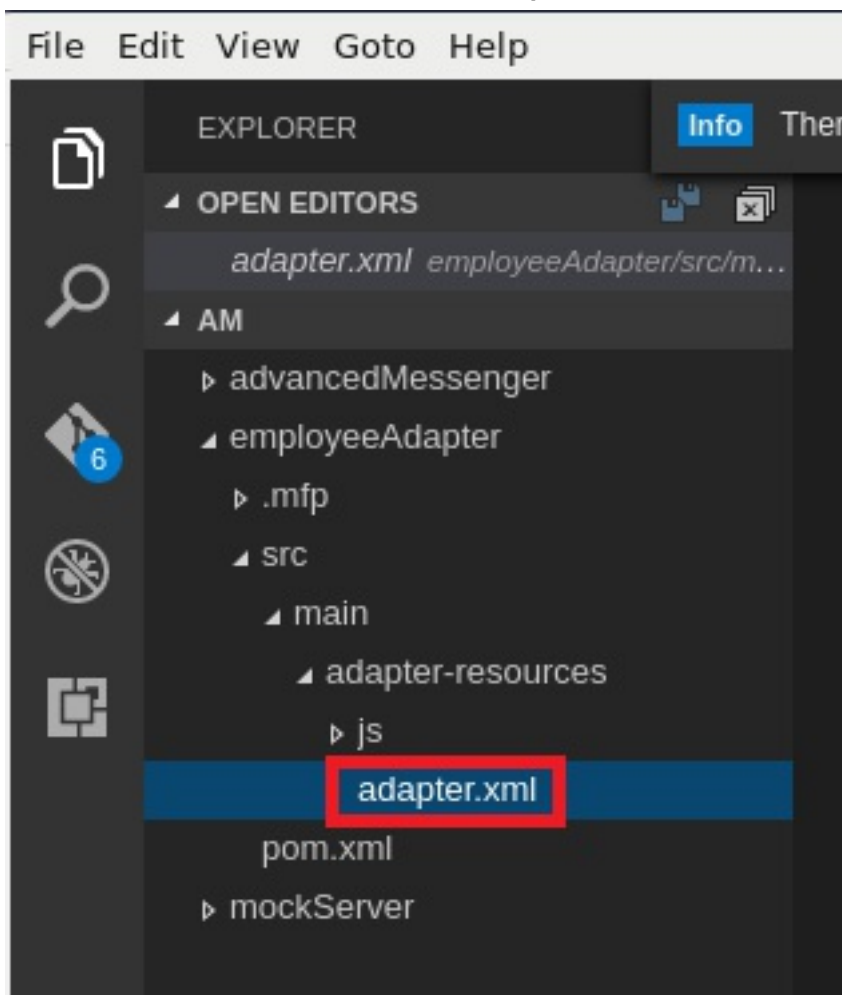 File Edit View Goto Help
EXPLORER
Info Ther
OPEN EDITORS
adapter.xml employeeAdapter/src/m...
AM
advancedMessenger
employeeAdapter
6
.mfp
src
main
adapter-resources
js
adapter.xml
pom.xml
mockServer